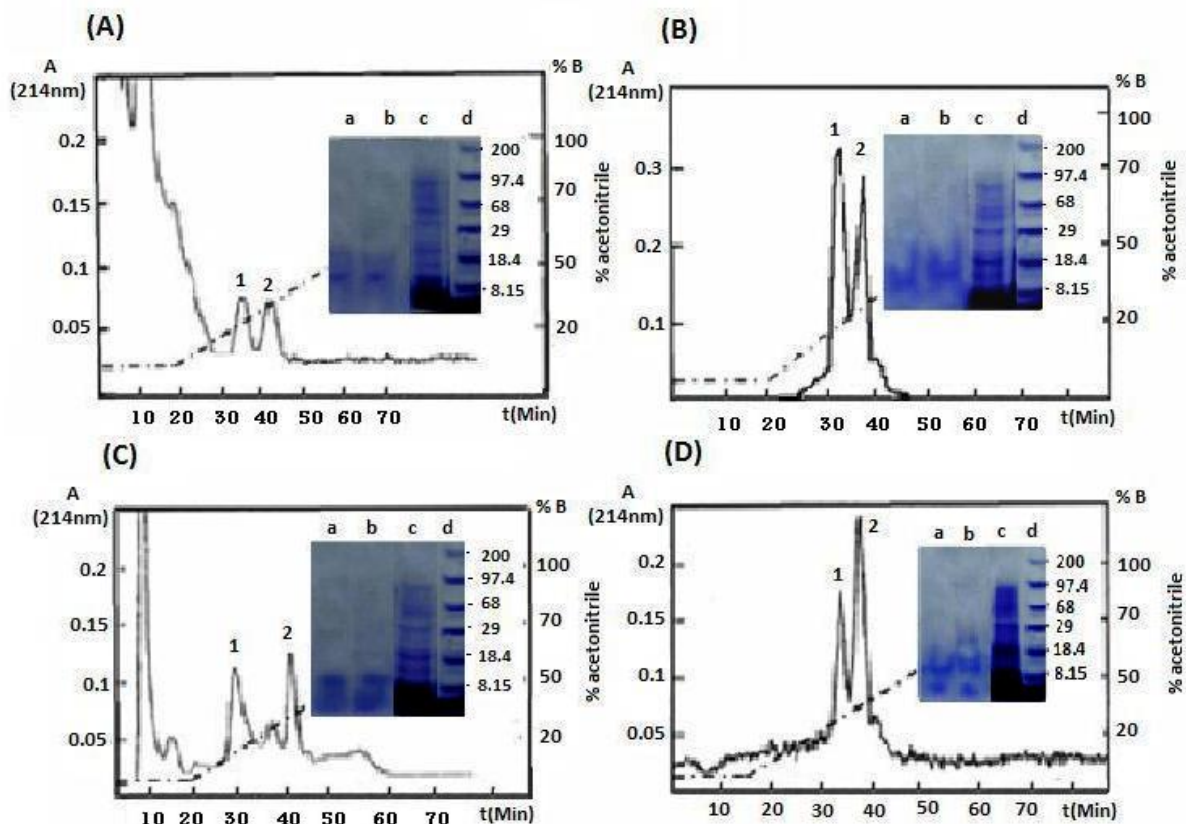 (A)
A
(214nm)
% B
a b c d
0.2
0.15
0.1
0.05
1 2
200
97.4
68
29
18.4
8.15
100
70
50
20
% acetonitrile
10 20 30 40 50 60 70 t(Min)
(B)
A
(214nm)
% B
a b c d
0.3
0.2
0.1
1 2
200
97.4
68
29
18.4
8.15
100
70
50
20
% acetonitrile
10 20 30 40 50 60 70 t(Min)
(C)
A
(214nm)
% B
a b c d
0.2
0.15
0.1
0.05
1 2
200
97.4
68
29
18.4
8.15
100
70
50
20
% acetonitrile
10 20 30 40 50 60 70 t(Min)
(D)
A
(214nm)
% B
a b c d
0.2
0.15
0.1
0.05
1 2
200
97.4
68
29
18.4
8.15
100
70
50
20
% acetonitrile
10 20 30 40 50 60 70 t(Min)